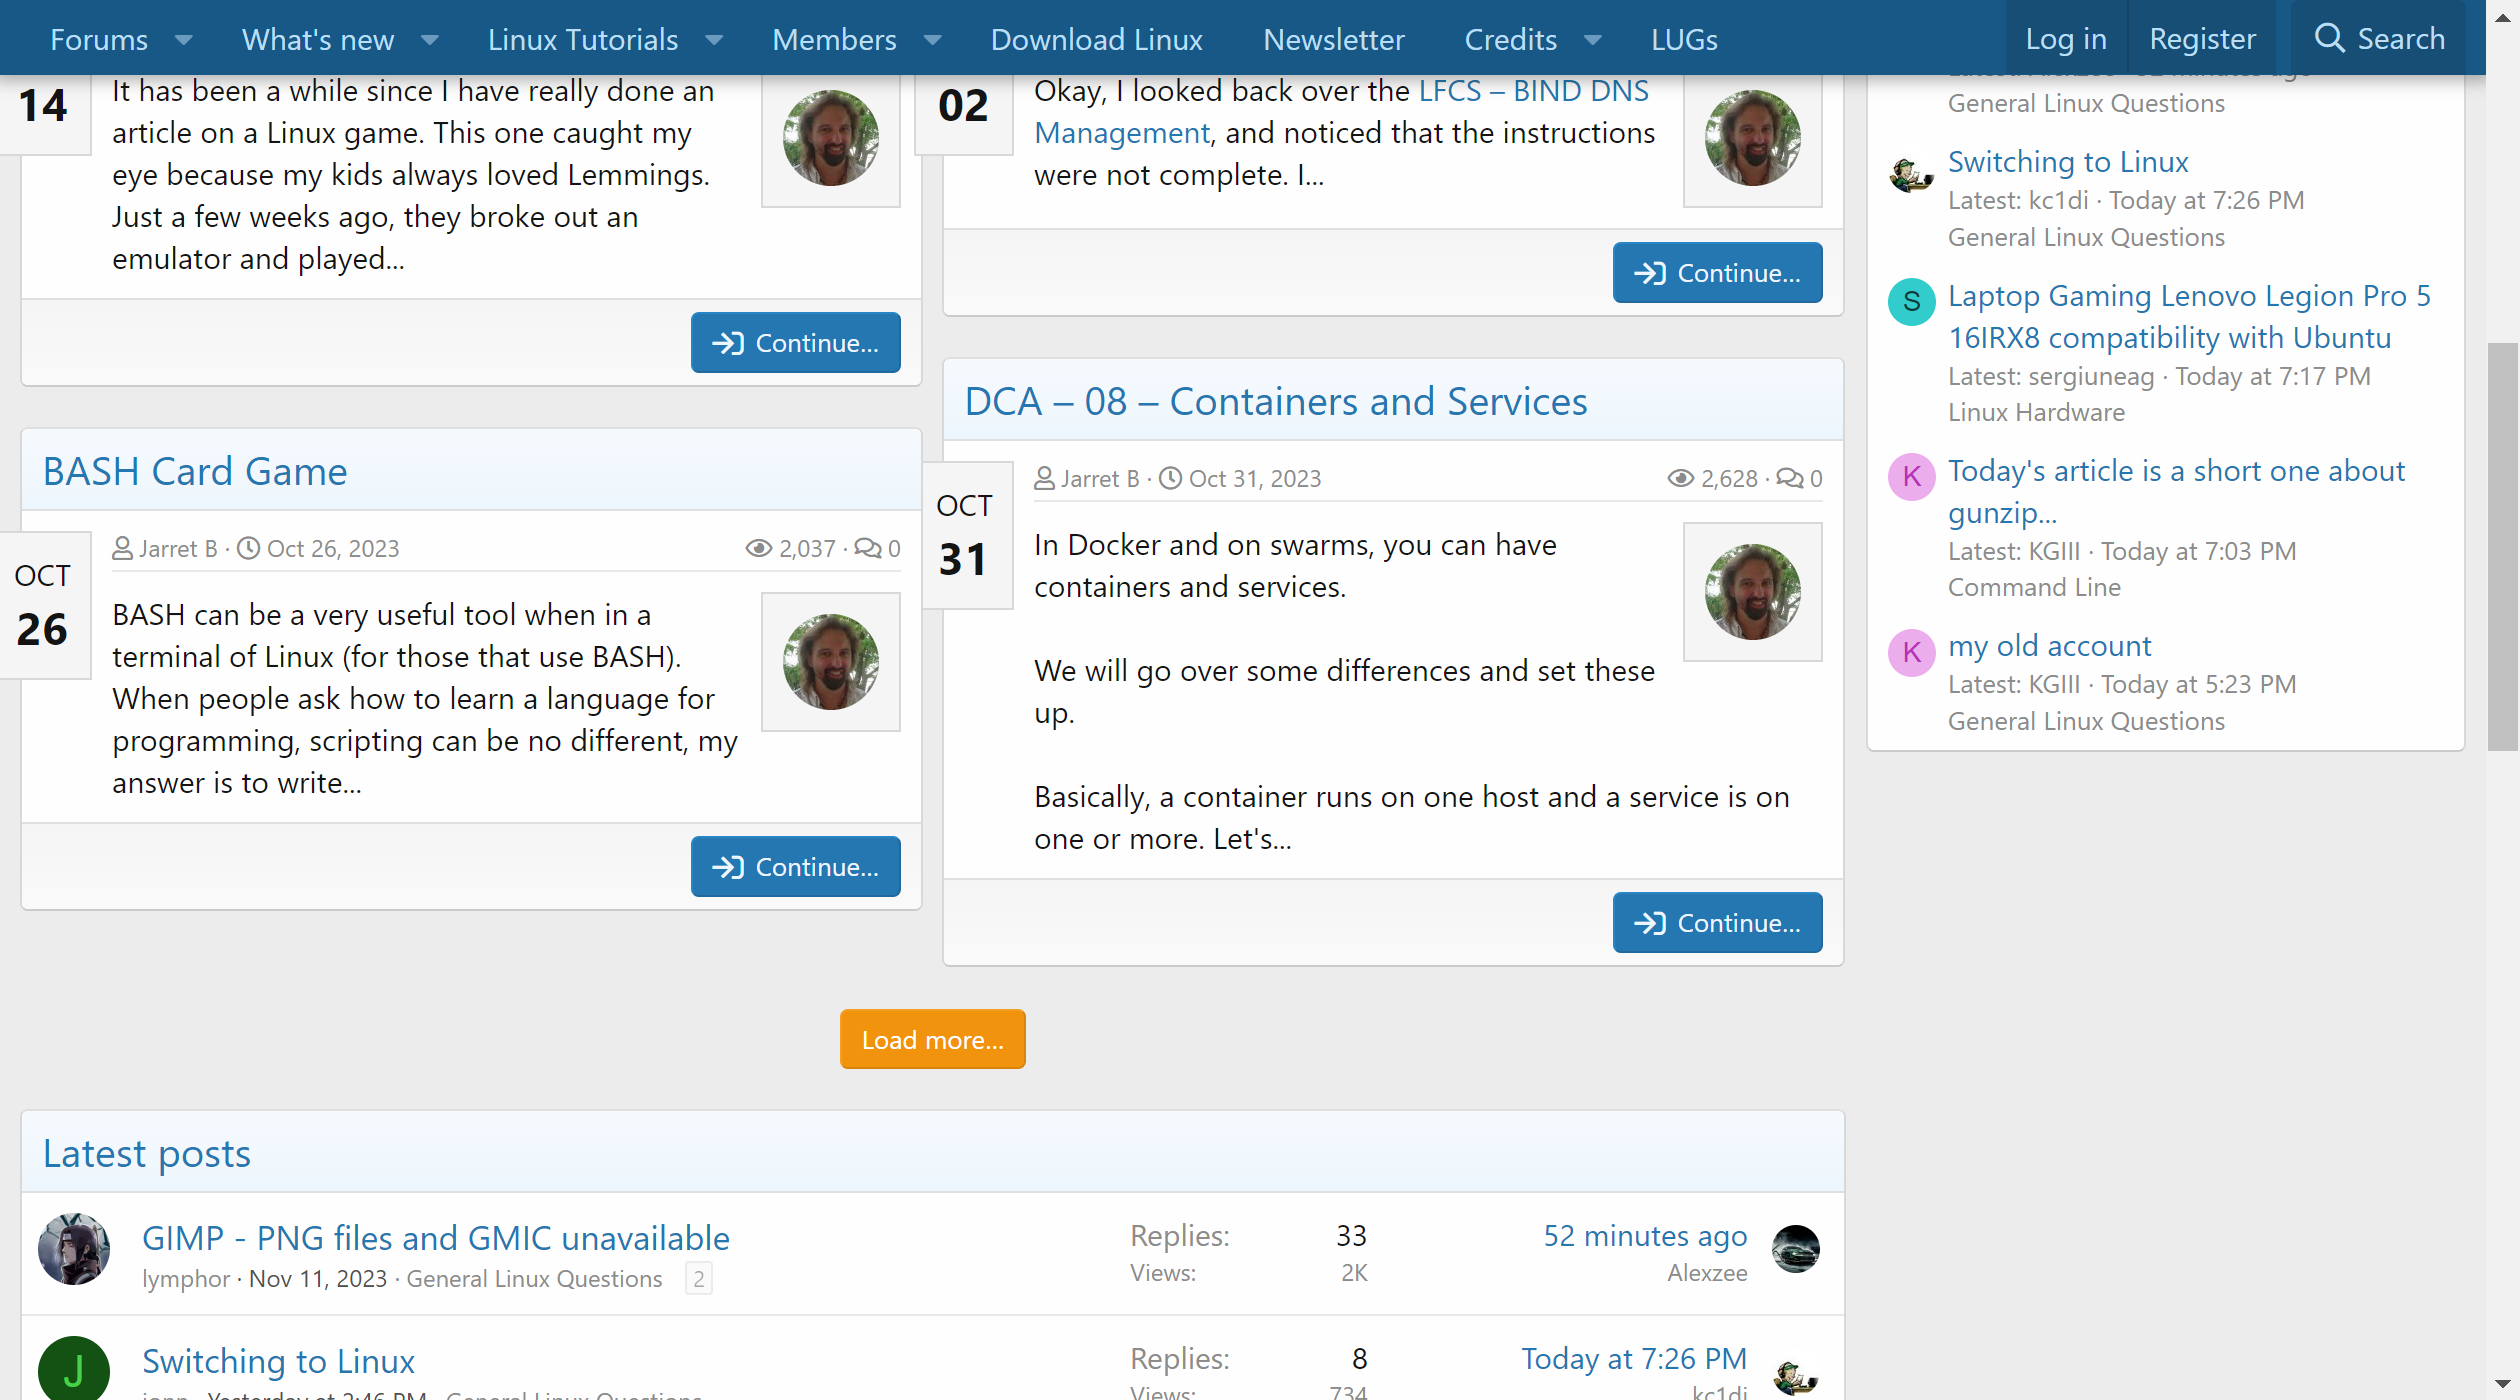 Forums
What's new
Linux Tutorials
Members
Download Linux
Newsletter
Credits
LUGs
Log in
Register
Search
14
It has been a while since I have really done an
article on a Linux game. This one caught my
eye because my kids always loved Lemmings.
Just a few weeks ago, they broke out an
emulator and played...
Continue...
BASH Card Game
OCT
26
Jarret B · Oct 26, 2023
2,037 · 0
BASH can be a very useful tool when in a
terminal of Linux (for those that use BASH).
When people ask how to learn a language for
programming, scripting can be no different, my
answer is to write...
Continue...
02
Okay, I looked back over the LFCS – BIND DNS
Management, and noticed that the instructions
were not complete. I...
Continue...
DCA – 08 – Containers and Services
OCT
31
Jarret B · Oct 31, 2023
2,628 · 0
In Docker and on swarms, you can have
containers and services.
We will go over some differences and set these
up.
Basically, a container runs on one host and a service is on
one or more. Let's...
Continue...
Load more...
General Linux Questions
Switching to Linux
Latest: kc1di · Today at 7:26 PM
General Linux Questions
S
Laptop Gaming Lenovo Legion Pro 5
16IRX8 compatibility with Ubuntu
Latest: sergiuneag · Today at 7:17 PM
Linux Hardware
K
Today's article is a short one about
gunzip...
Latest: KGIII · Today at 7:03 PM
Command Line
K
my old account
Latest: KGIII · Today at 5:23 PM
General Linux Questions
Latest posts
GIMP - PNG files and GMIC unavailable
lymphor · Nov 11, 2023 · General Linux Questions 2
Replies: 33
Views: 2K
52 minutes ago
Alexzee
J
Switching to Linux
Yesterday at 2:46 PM · General Linux Questions
Replies: 8
Views: 734
Today at 7:26 PM
kc1di